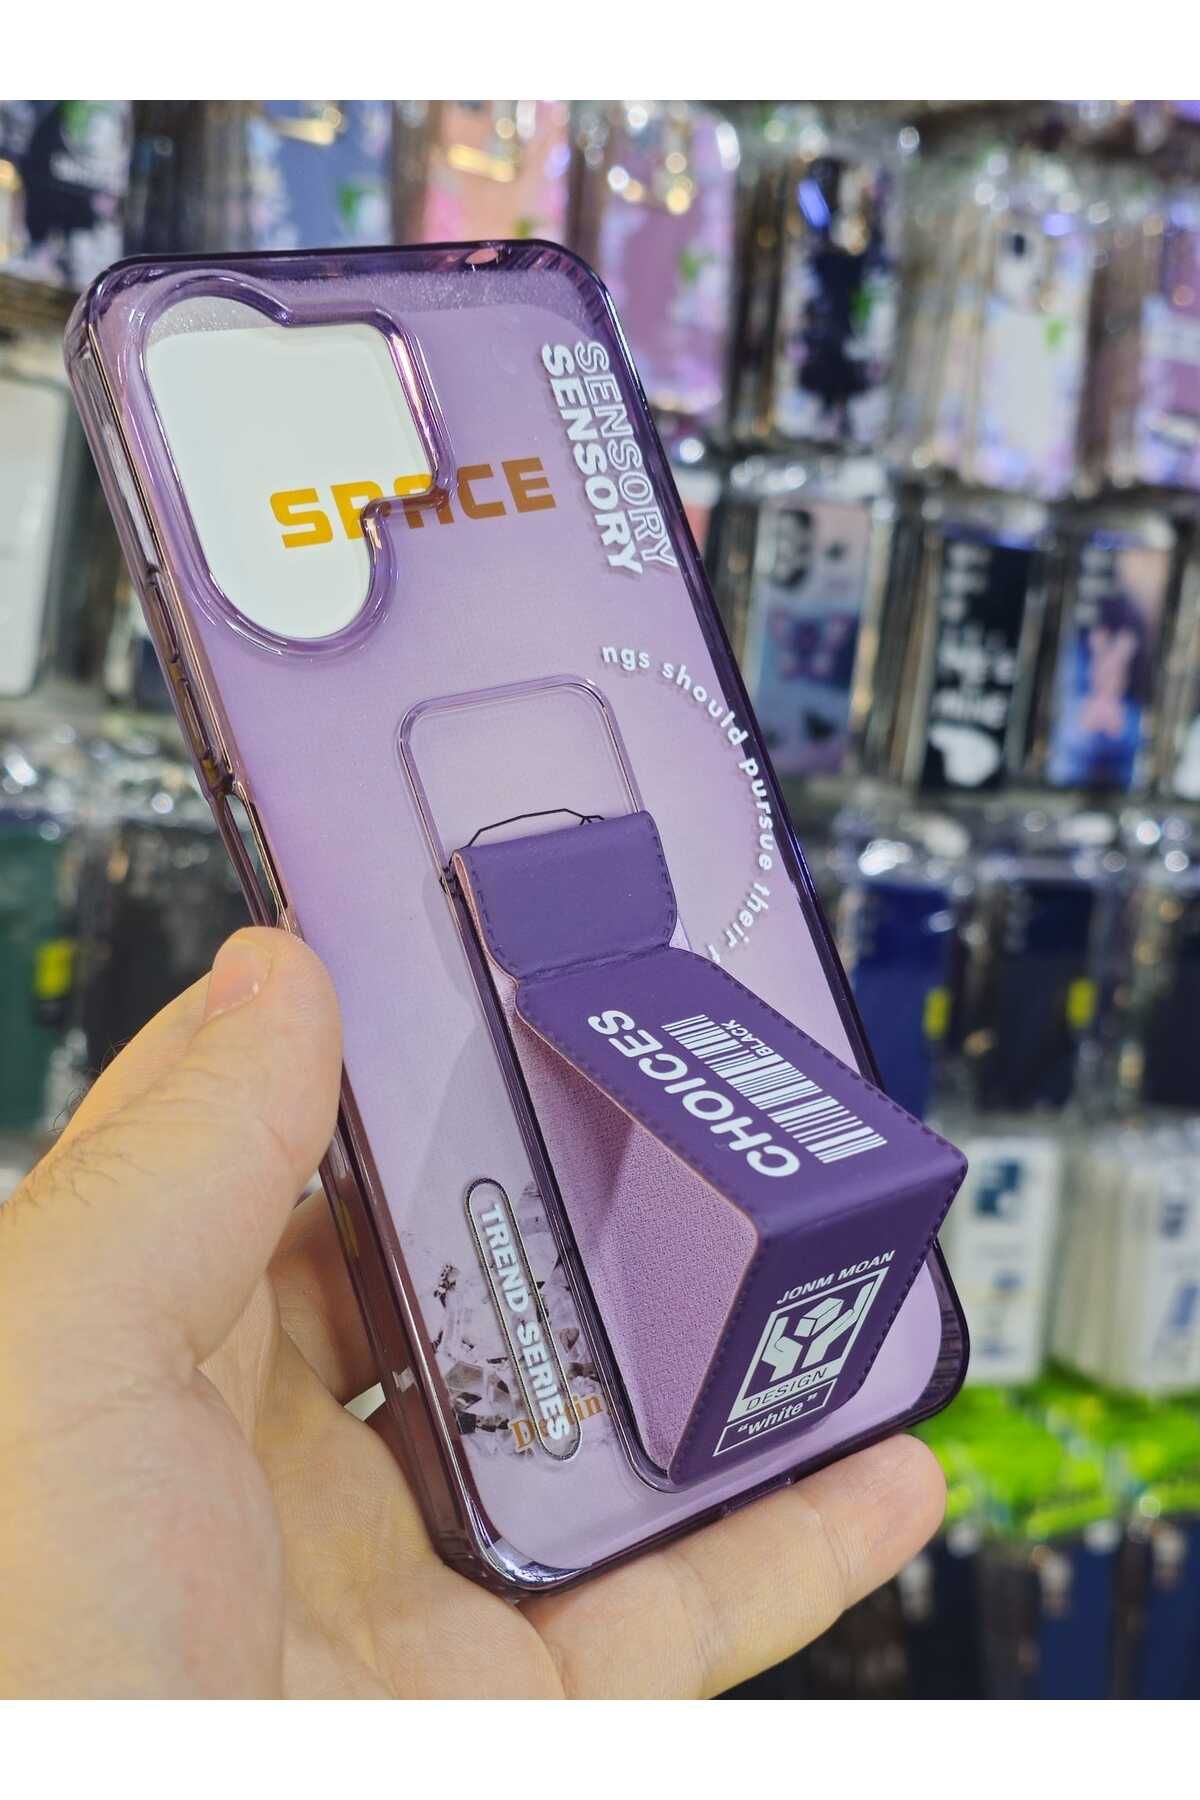 SPACE
SENSORY
SENSORY
ngs should pursue their
CHOICES
BLACK
TREND SERIES
JONM MOAN
DESIGN
"white"